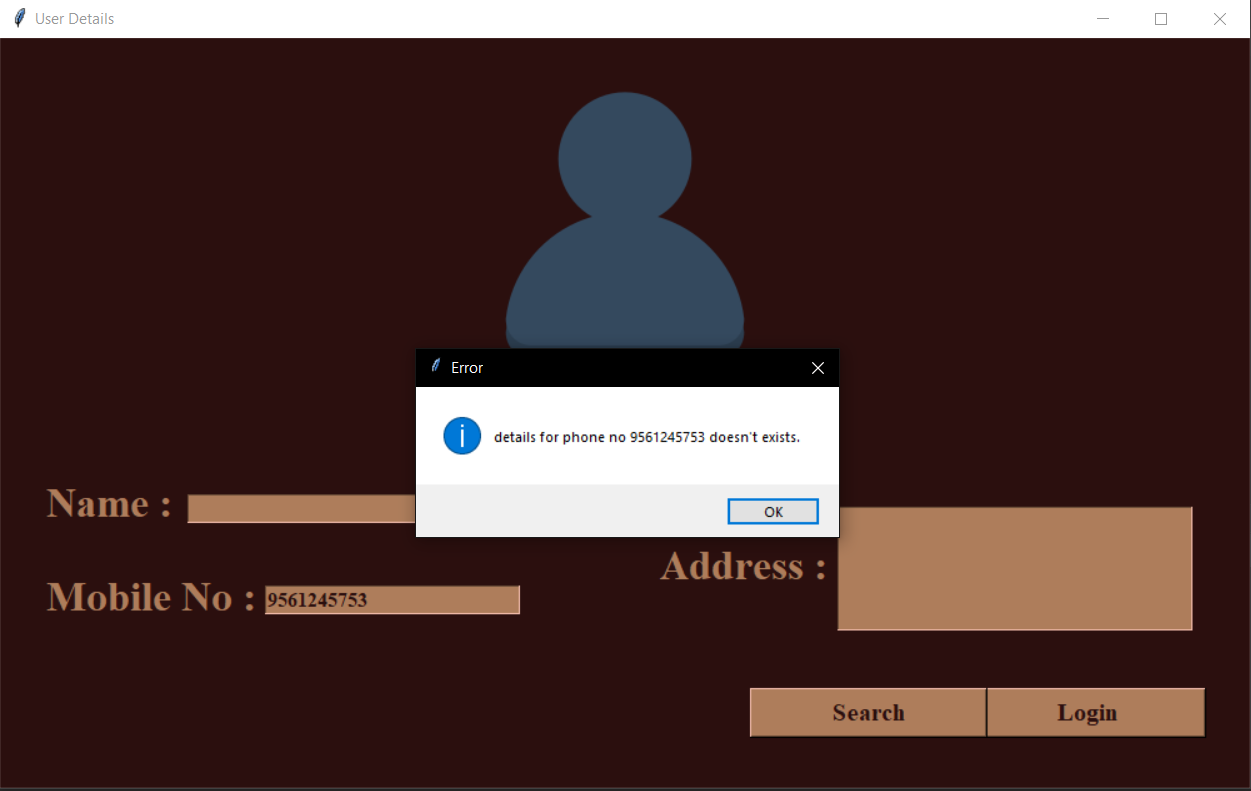 User Details
Error
details for phone no 9561245753 doesn't exists.
OK
Name :
Address :
Mobile No : 9561245753
Search
Login